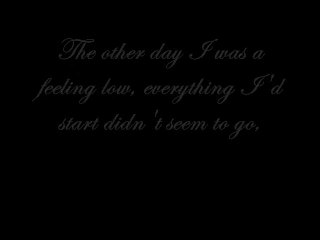 The other day I was a
feeling low, everything I'd
start didn't seem to go,